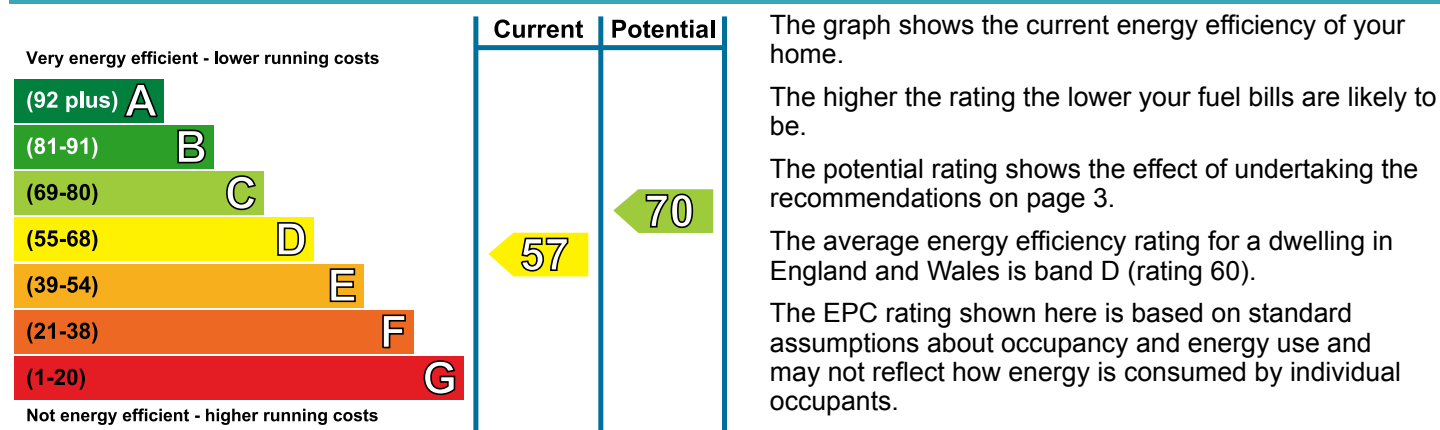 Current Potential
Very energy efficient - lower running costs
(92 plus) A
(81-91) B
(69-80) C
(55-68) D
(39-54) E
(21-38) F
(1-20) G
Not energy efficient - higher running costs
57
70
The graph shows the current energy efficiency of your
home.
The higher the rating the lower your fuel bills are likely to
be.
The potential rating shows the effect of undertaking the
recommendations on page 3.
The average energy efficiency rating for a dwelling in
England and Wales is band D (rating 60).
The EPC rating shown here is based on standard
assumptions about occupancy and energy use and
may not reflect how energy is consumed by individual
occupants.